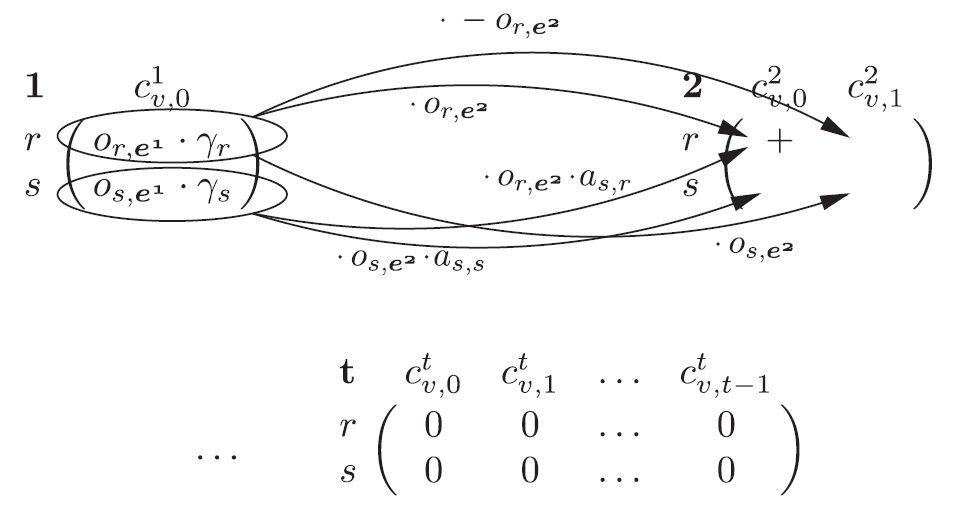 · − o_{r,e²}
1 c^1_{v,0} 2 c^2_{v,0} c^2_{v,1}
· o_{r,e²}
r ( o_{r,e¹} · γ_r ) r ( + )
s ( o_{s,e¹} · γ_s ) · o_{r,e²} · a_{s,r} s ( )
· o_{s,e²} · a_{s,s} · o_{s,e²}
t c^t_{v,0} c^t_{v,1} … c^t_{v,t−1}
r ( 0 0 … 0 )
… s ( 0 0 … 0 )